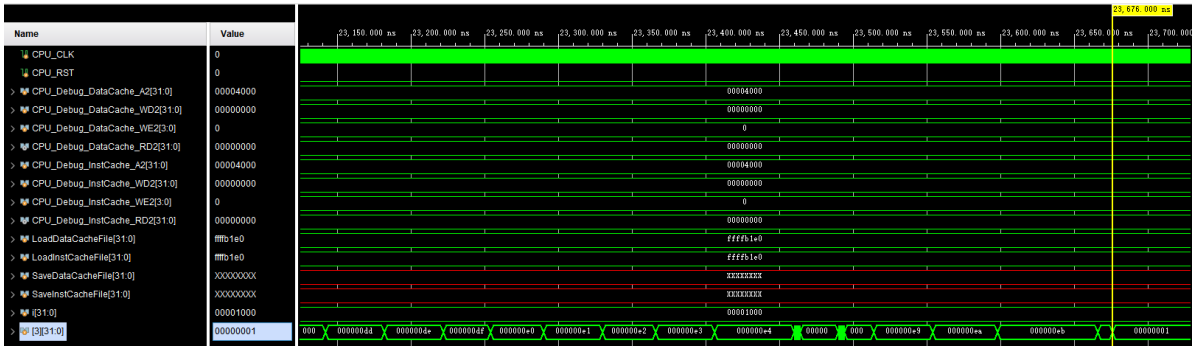 23,676.000 ns
Name Value
23,150.000 ns 23,200.000 ns 23,250.000 ns 23,300.000 ns 23,350.000 ns 23,400.000 ns 23,450.000 ns 23,500.000 ns 23,550.000 ns 23,600.000 ns 23,650.000 ns 23,700.000
CPU_CLK 0
CPU_RST 0
CPU_Debug_DataCache_A2[31:0] 00004000 00004000
CPU_Debug_DataCache_WD2[31:0] 00000000 00000000
CPU_Debug_DataCache_WE2[3:0] 0 0
CPU_Debug_DataCache_RD2[31:0] 00000000 00000000
CPU_Debug_InstCache_A2[31:0] 00004000 00004000
CPU_Debug_InstCache_WD2[31:0] 00000000 00000000
CPU_Debug_InstCache_WE2[3:0] 0 0
CPU_Debug_InstCache_RD2[31:0] 00000000 00000000
LoadDataCacheFile[31:0] ffffb1e0 ffffb1e0
LoadInstCacheFile[31:0] ffffb1e0 ffffb1e0
SaveDataCacheFile[31:0] XXXXXXXX XXXXXXXX
SaveInstCacheFile[31:0] XXXXXXXX XXXXXXXX
i[31:0] 00001000 00001000
[3][31:0] 00000001 000 000000dd 000000de 000000df 000000e0 000000e1 000000e2 000000e3 000000e4 00000 000 000000e9 000000ea 000000eb 00000001